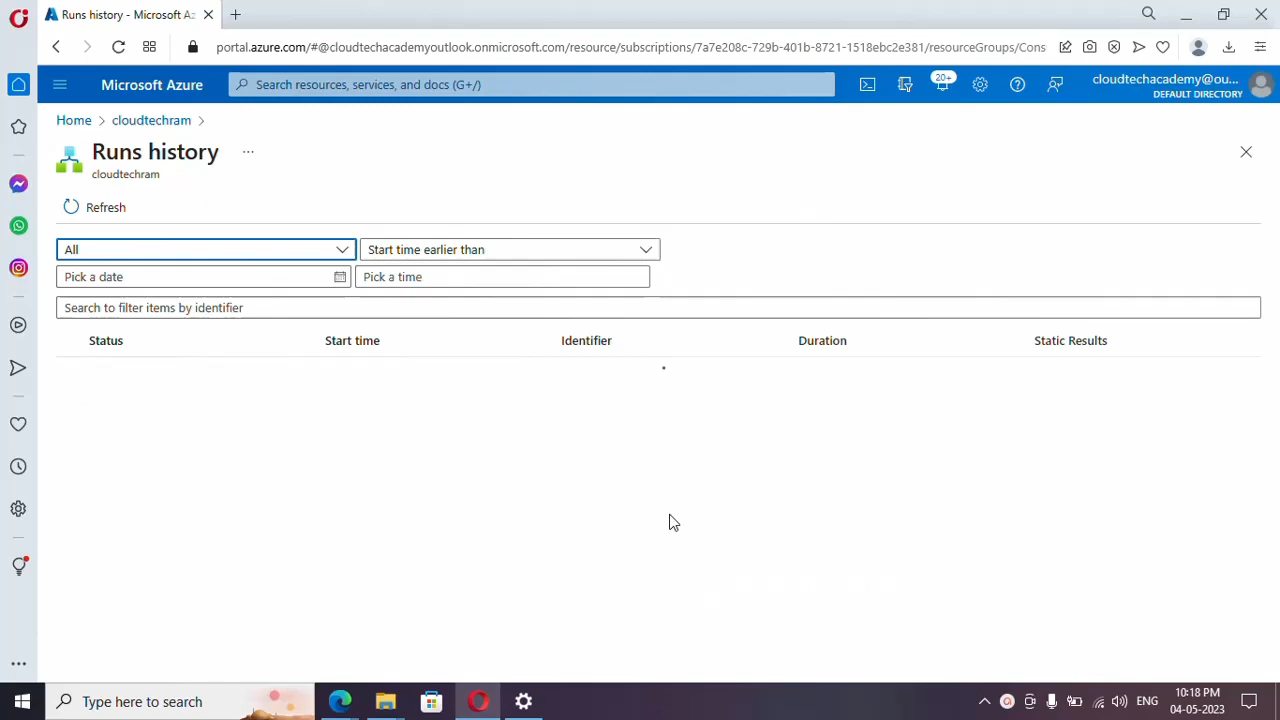 Runs history - Microsoft Az
portal.azure.com/#@cloudtechacademyoutlook.onmicrosoft.com/resource/subscriptions/7a7e208c-729b-401b-8721-1518ebc2e381/resourceGroups/Cons
Microsoft Azure
Search resources, services, and docs (G+/)
20+
cloudtechacademy@ou...
DEFAULT DIRECTORY
Home > cloudtechram >
Runs history ...
cloudtechram
Refresh
All
Start time earlier than
Pick a date
Pick a time
Search to filter items by identifier
Status Start time Identifier Duration Static Results
Type here to search
ENG
10:18 PM
04-05-2023